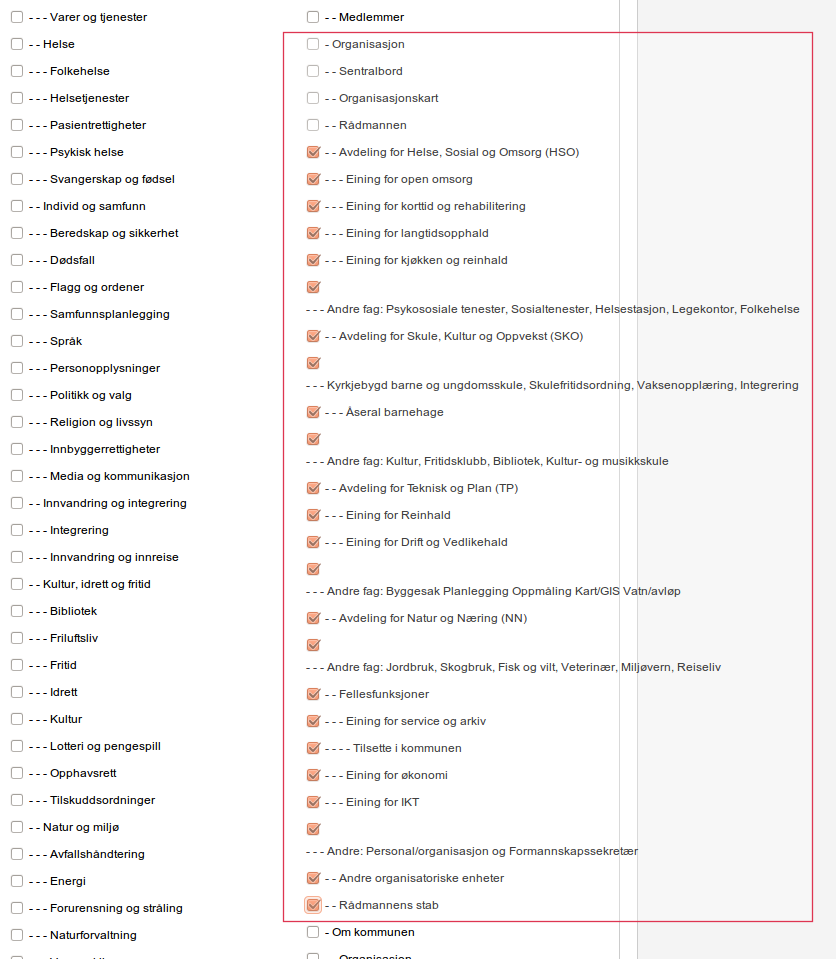 - - - Varer og tjenester
- - Helse
- - - Folkehelse
- - - Helsetjenester
- - - Pasientrettigheter
- - - Psykisk helse
- - - Svangerskap og fødsel
- - Individ og samfunn
- - - Beredskap og sikkerhet
- - - Dødsfall
- - - Flagg og ordener
- - - Samfunnsplanlegging
- - - Språk
- - - Personopplysninger
- - - Politikk og valg
- - - Religion og livssyn
- - - Innbyggerrettigheter
- - - Media og kommunikasjon
- - Innvandring og integrering
- - - Integrering
- - - Innvandring og innreise
- - Kultur, idrett og fritid
- - - Bibliotek
- - - Friluftsliv
- - - Fritid
- - - Idrett
- - - Kultur
- - - Lotteri og pengespill
- - - Opphavsrett
- - - Tilskuddsordninger
- - Natur og miljø
- - - Avfallshåndtering
- - - Energi
- - - Forurensning og stråling
- - - Naturforvaltning
- - Medlemmer
- Organisasjon
- - Sentralbord
- - Organisasjonskart
- - Rådmannen
- - Avdeling for Helse, Sosial og Omsorg (HSO)
- - - Eining for open omsorg
- - - Eining for korttid og rehabilitering
- - - Eining for langtidsopphald
- - - Eining for kjøkken og reinhald
- - - Andre fag: Psykososiale tenester, Sosialtenester, Helsestasjon, Legekontor, Folkehelse
- - Avdeling for Skule, Kultur og Oppvekst (SKO)
- - - Kyrkjebygd barne og ungdomsskule, Skulefritidsordning, Vaksenopplæring, Integrering
- - - Åseral barnehage
- - - Andre fag: Kultur, Fritidsklubb, Bibliotek, Kultur- og musikkskule
- - Avdeling for Teknisk og Plan (TP)
- - - Eining for Reinhald
- - - Eining for Drift og Vedlikehald
- - - Andre fag: Byggesak Planlegging Oppmåling Kart/GIS Vatn/avløp
- - Avdeling for Natur og Næring (NN)
- - - Andre fag: Jordbruk, Skogbruk, Fisk og vilt, Veterinær, Miljøvern, Reiseliv
- - Fellesfunksjoner
- - - Eining for service og arkiv
- - - - Tilsette i kommunen
- - - Eining for økonomi
- - - Eining for IKT
- - - Andre: Personal/organisasjon og Formannskapssekretær
- - Andre organisatoriske enheter
- - Rådmannens stab
- Om kommunen
- - Organisasjon